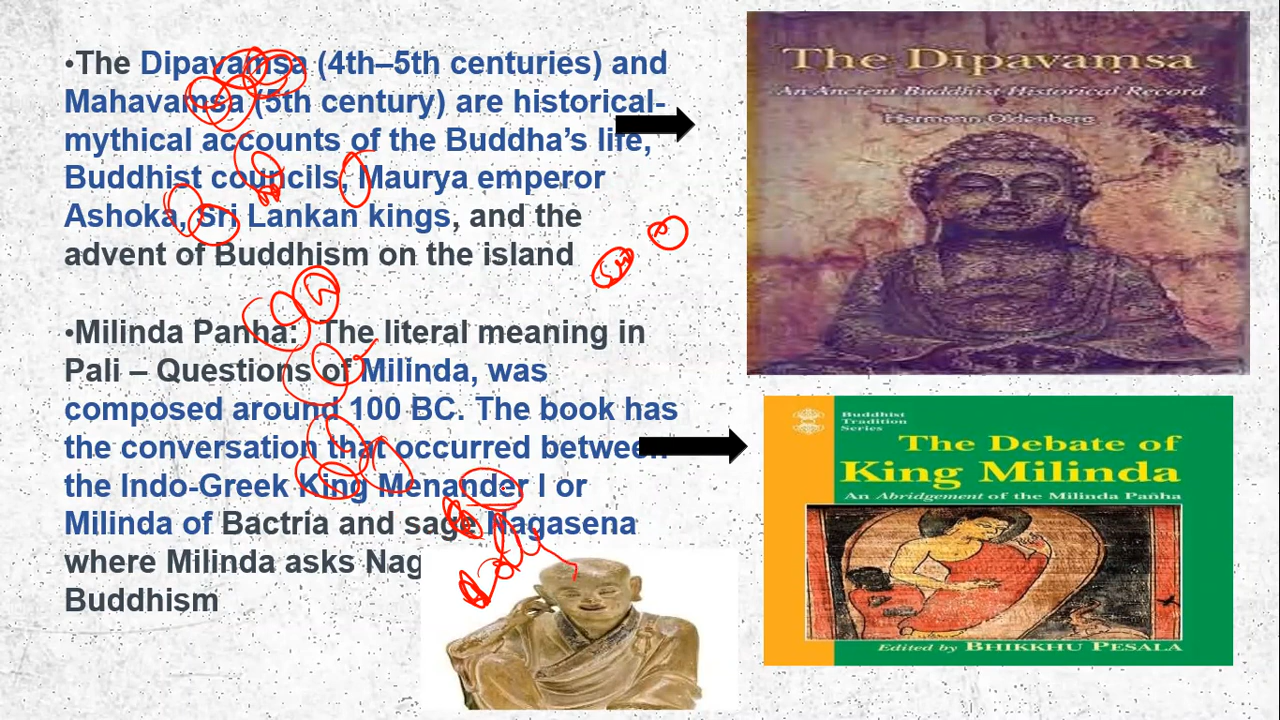 •The Dipavamsa (4th–5th centuries) and
Mahavamsa (5th century) are historical-
mythical accounts of the Buddha's life,
Buddhist councils, Maurya emperor
Ashoka, Sri Lankan kings, and the
advent of Buddhism on the island
•Milinda Panha: The literal meaning in
Pali – Questions of Milinda, was
composed around 100 BC. The book has
the conversation that occurred between
the Indo-Greek King Menander I or
Milinda of Bactria and sage Nagasena
where Milinda asks Nag
Buddhism
The Dīpavaṃsa
An Ancient Buddhist Historical Record
Hermann Oldenberg
Buddhist
Tradition
Series
The Debate of
King Milinda
An Abridgement of the Milinda Pañha
Edited by BHIKKHU PESALA